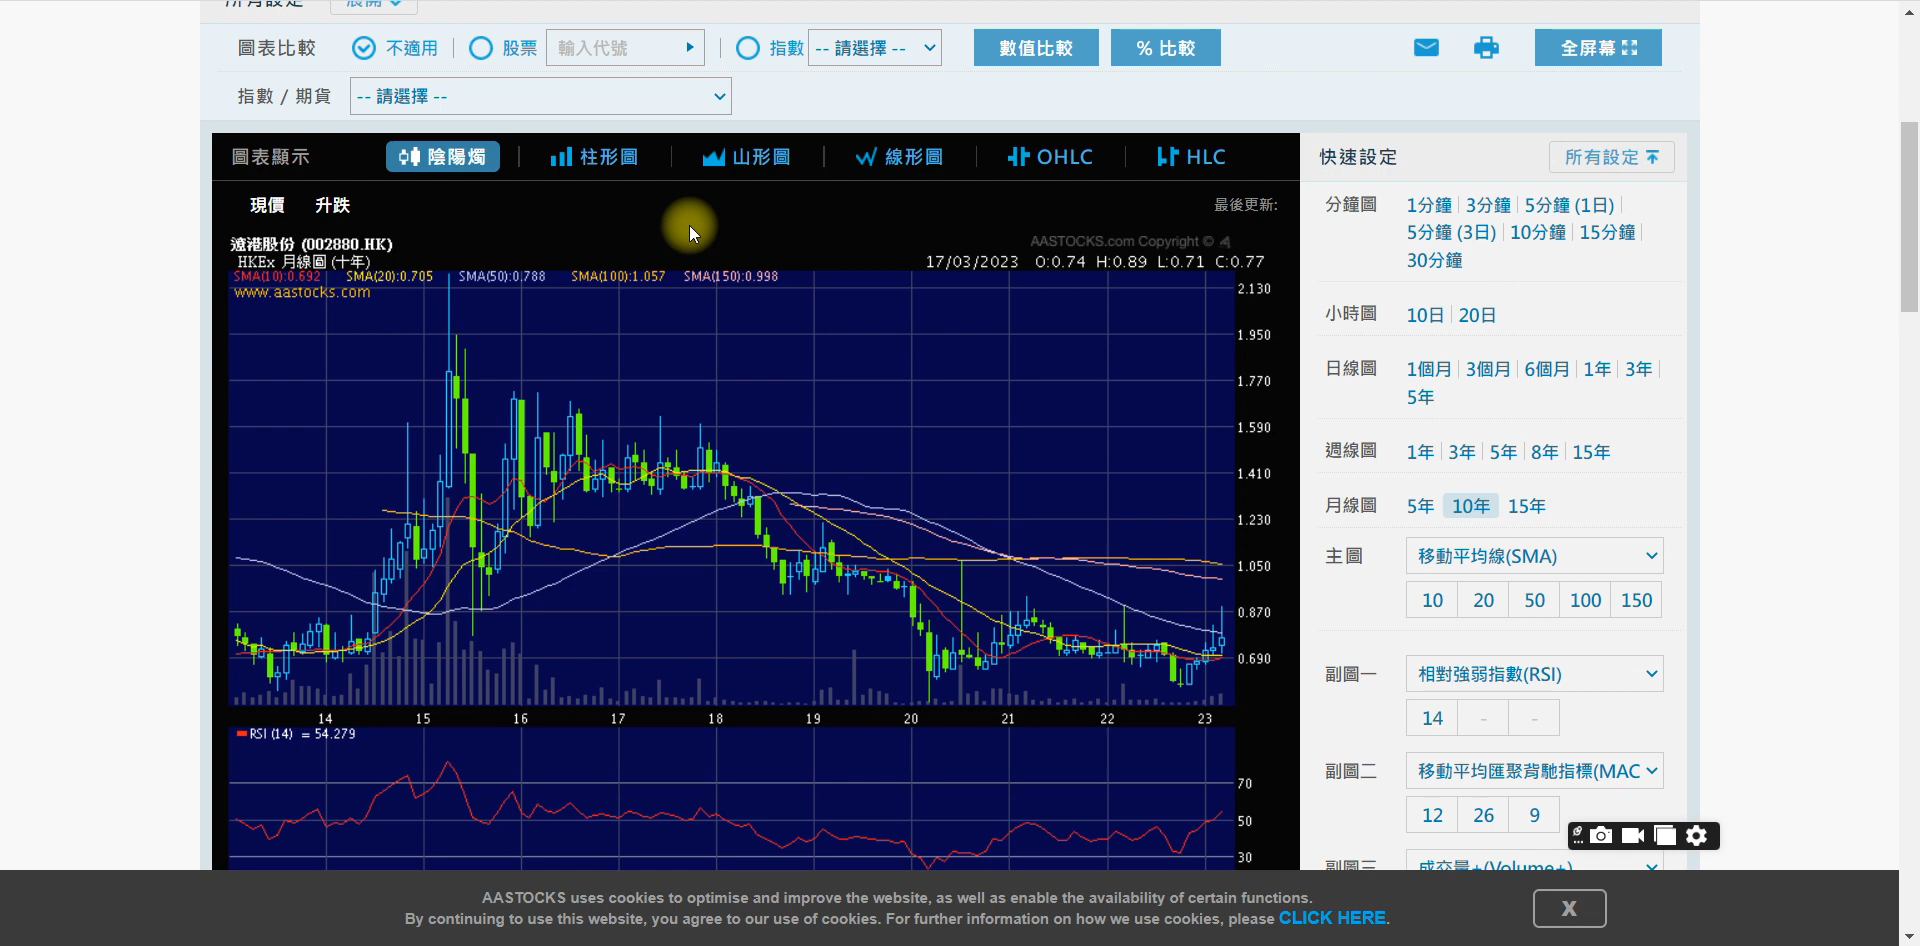 圖表比較 不適用 股票 輸入代號 指數 -- 請選擇 -- 數值比較 % 比較 全屏幕
指數 / 期貨 -- 請選擇 --
圖表顯示 陰陽燭 柱形圖 山形圖 線形圖 OHLC HLC
現價 升跌 最後更新:
遠港股份 (002880.HK) AASTOCKS.com Copyright ©
HKEx 月線圖 (十年) 17/03/2023 O:0.74 H:0.89 L:0.71 C:0.77
SMA(10):0.692 SMA(20):0.705 SMA(50):0.788 SMA(100):1.057 SMA(150):0.998
www.aastocks.com
2.130
1.950
1.770
1.590
1.410
1.230
1.050
0.870
0.690
14 15 16 17 18 19 20 21 22 23
RSI (14) = 54.279
70
50
30
快速設定 所有設定
分鐘圖 1分鐘 3分鐘 5分鐘 (1日)
5分鐘 (3日) 10分鐘 15分鐘
30分鐘
小時圖 10日 20日
日線圖 1個月 3個月 6個月 1年 3年
5年
週線圖 1年 3年 5年 8年 15年
月線圖 5年 10年 15年
主圖 移動平均線(SMA)
10 20 50 100 150
副圖一 相對強弱指數(RSI)
14 - -
副圖二 移動平均匯聚背馳指標(MAC
12 26 9
副圖三 成交量+(Volume+)
AASTOCKS uses cookies to optimise and improve the website, as well as enable the availability of certain functions.
By continuing to use this website, you agree to our use of cookies. For further information on how we use cookies, please CLICK HERE.
X